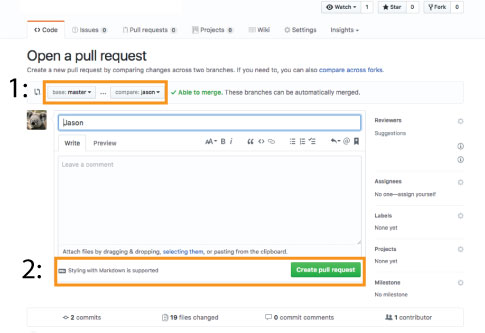 Watch 1 Star 0 Fork 0
Code Issues 0 Pull requests 0 Projects 0 Wiki Settings Insights
Open a pull request
Create a new pull request by comparing changes across two branches. If you need to, you can also compare across forks.
1:
base: master ... compare: jason ✓ Able to merge. These branches can be automatically merged.
Jason
Write Preview
AA B i “ <>
Leave a comment
Attach files by dragging & dropping, selecting them, or pasting from the clipboard.
2:
Styling with Markdown is supported
Create pull request
Reviewers
Suggestions
Assignees
No one—assign yourself
Labels
None yet
Projects
None yet
Milestone
No milestone
2 commits 19 files changed 0 commit comments 1 contributor